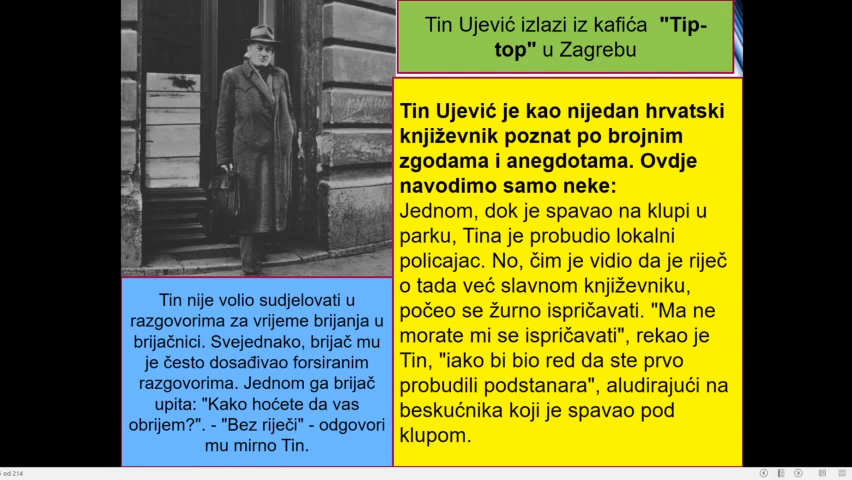 Tin Ujević izlazi iz kafića "Tip-
top" u Zagrebu
Tin Ujević je kao nijedan hrvatski
književnik poznat po brojnim
zgodama i anegdotama. Ovdje
navodimo samo neke:
Jednom, dok je spavao na klupi u
parku, Tina je probudio lokalni
policajac. No, čim je vidio da je riječ
o tada već slavnom književniku,
počeo se žurno ispričavati. "Ma ne
morate mi se ispričavati", rekao je
Tin, "iako bi bio red da ste prvo
probudili podstanara", aludirajući na
beskućnika koji je spavao pod
klupom.
Tin nije volio sudjelovati u
razgovorima za vrijeme brijanja u
brijačnici. Svejednako, brijač mu
je često dosađivao forsiranim
razgovorima. Jednom ga brijač
upita: "Kako hoćete da vas
obrijem?". - "Bez riječi" - odgovori
mu mirno Tin.
od 214